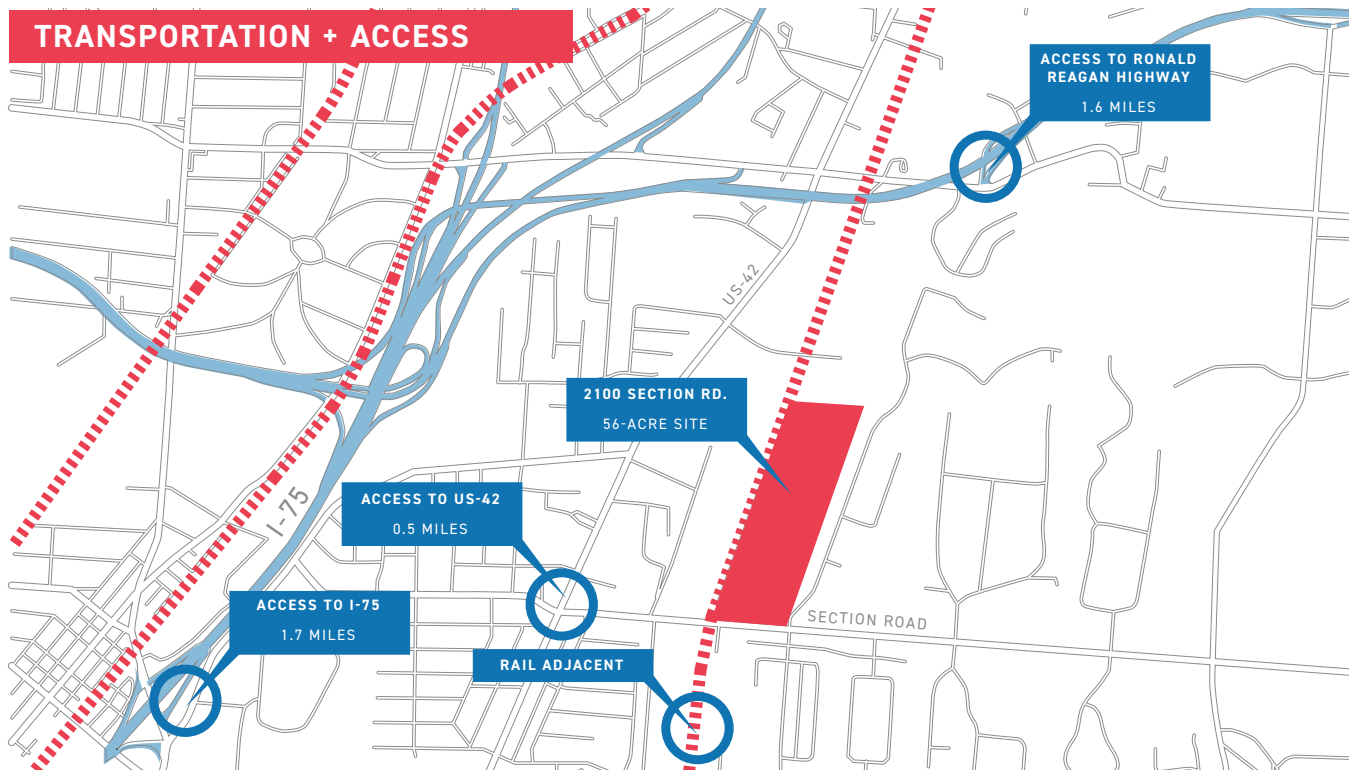 TRANSPORTATION + ACCESS
ACCESS TO RONALD
REAGAN HIGHWAY
1.6 MILES
US-42
2100 SECTION RD.
56-ACRE SITE
I-75
ACCESS TO US-42
0.5 MILES
ACCESS TO I-75
1.7 MILES
SECTION ROAD
RAIL ADJACENT